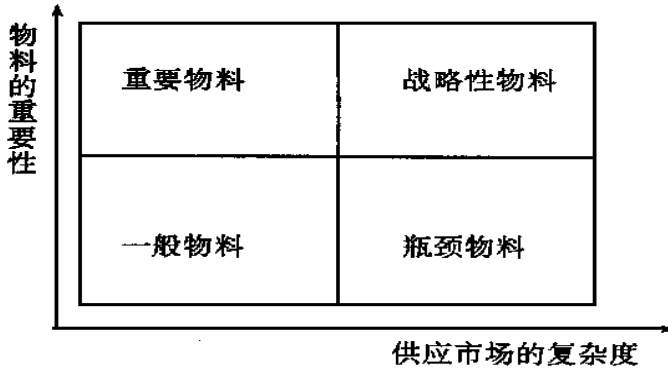 物料的重要性
重要物料
战略性物料
一般物料
瓶颈物料
供应市场的复杂度